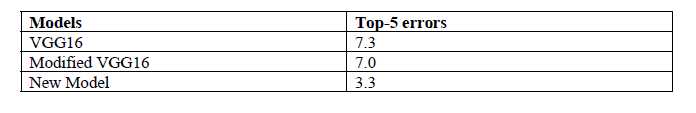 Models Top-5 errors
VGG16 7.3
Modified VGG16 7.0
New Model 3.3